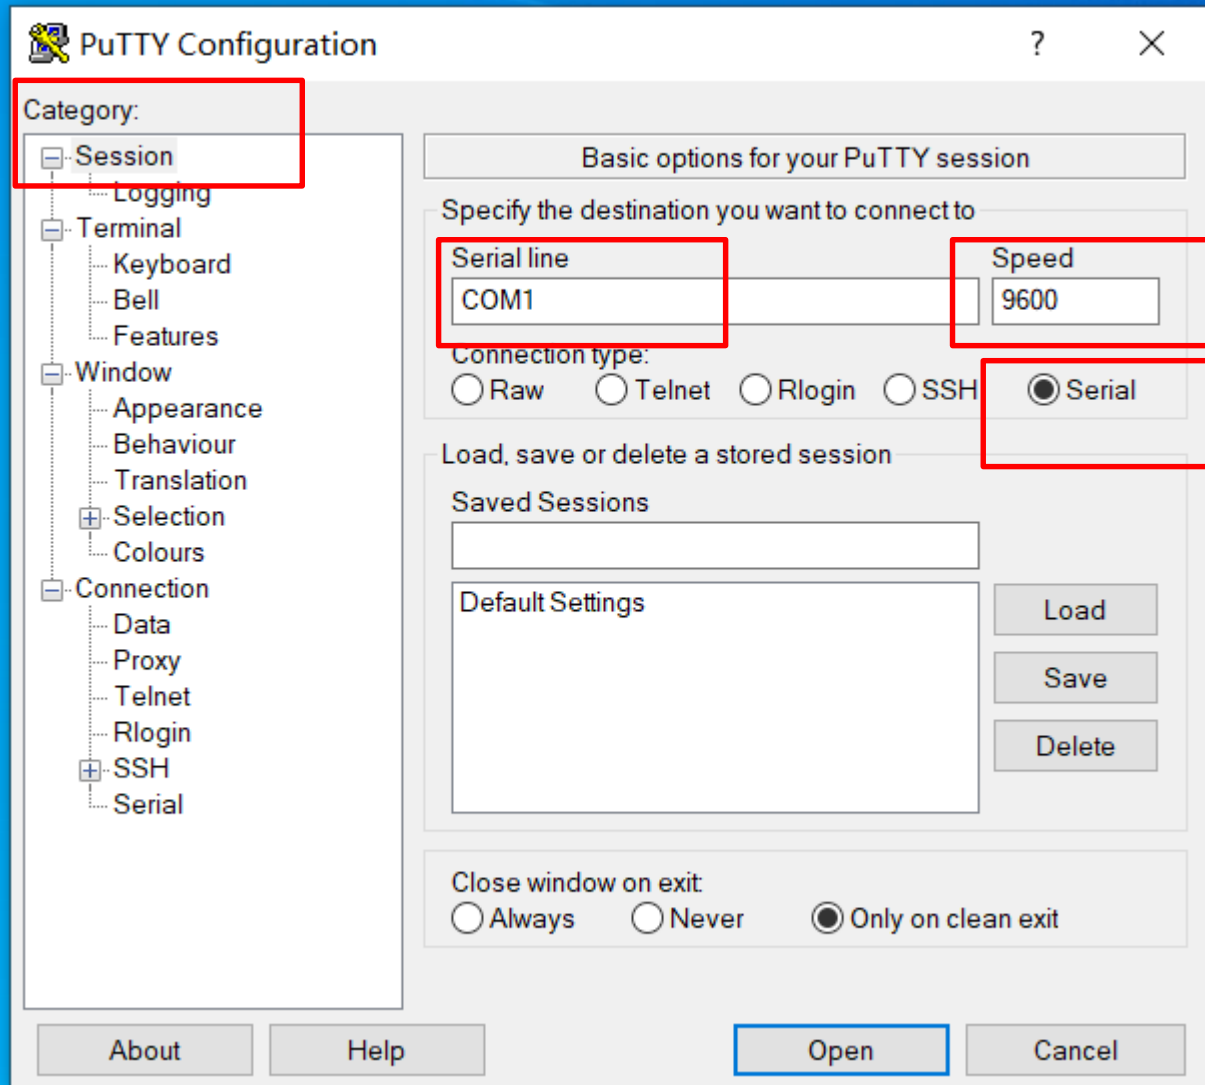 PuTTY Configuration
?
Category:
Session
Logging
Terminal
Keyboard
Bell
Features
Window
Appearance
Behaviour
Translation
Selection
Colours
Connection
Data
Proxy
Telnet
Rlogin
SSH
Serial
Basic options for your PuTTY session
Specify the destination you want to connect to
Serial line Speed
COM1 9600
Connection type:
Raw Telnet Rlogin SSH Serial
Load, save or delete a stored session
Saved Sessions
Default Settings
Load
Save
Delete
Close window on exit:
Always Never Only on clean exit
About Help Open Cancel